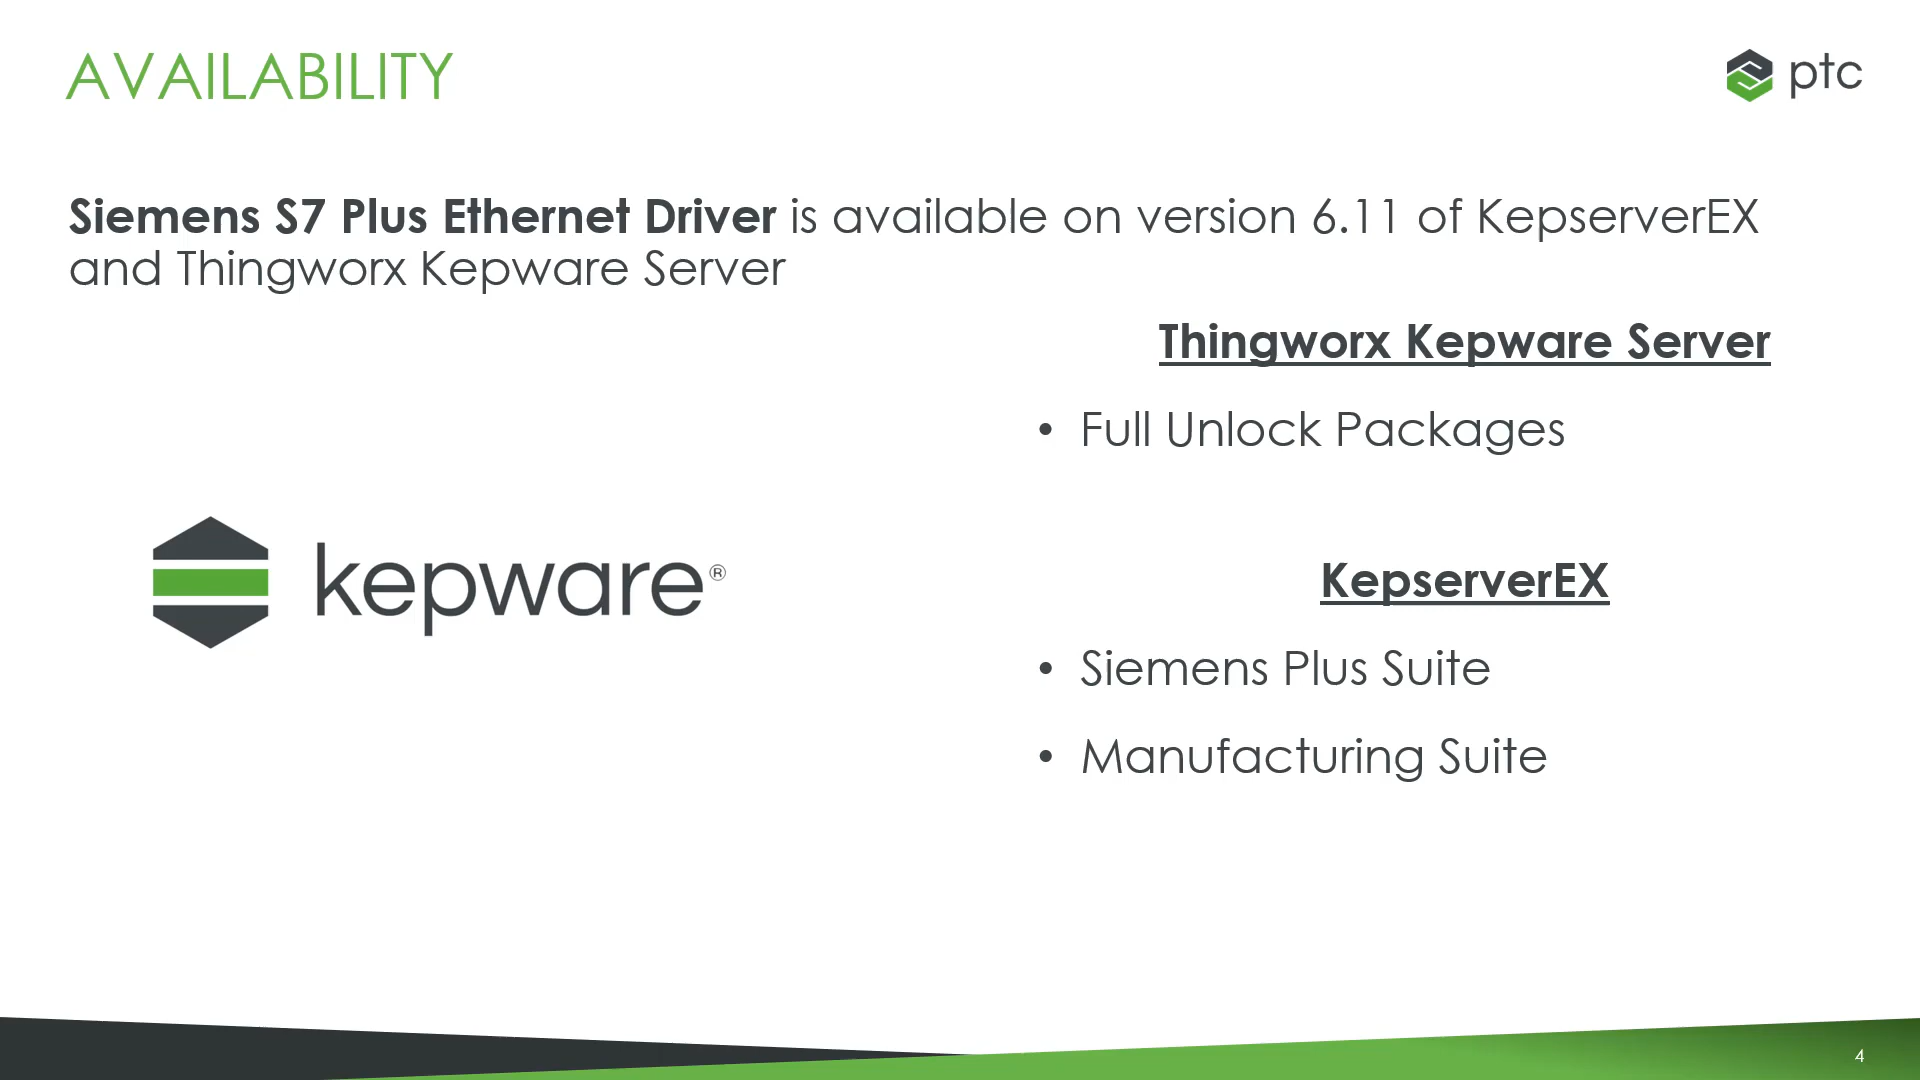 AVAILABILITY
ptc
Siemens S7 Plus Ethernet Driver is available on version 6.11 of KepserverEX
and Thingworx Kepware Server
Thingworx Kepware Server
• Full Unlock Packages
kepware®
KepserverEX
• Siemens Plus Suite
• Manufacturing Suite
4